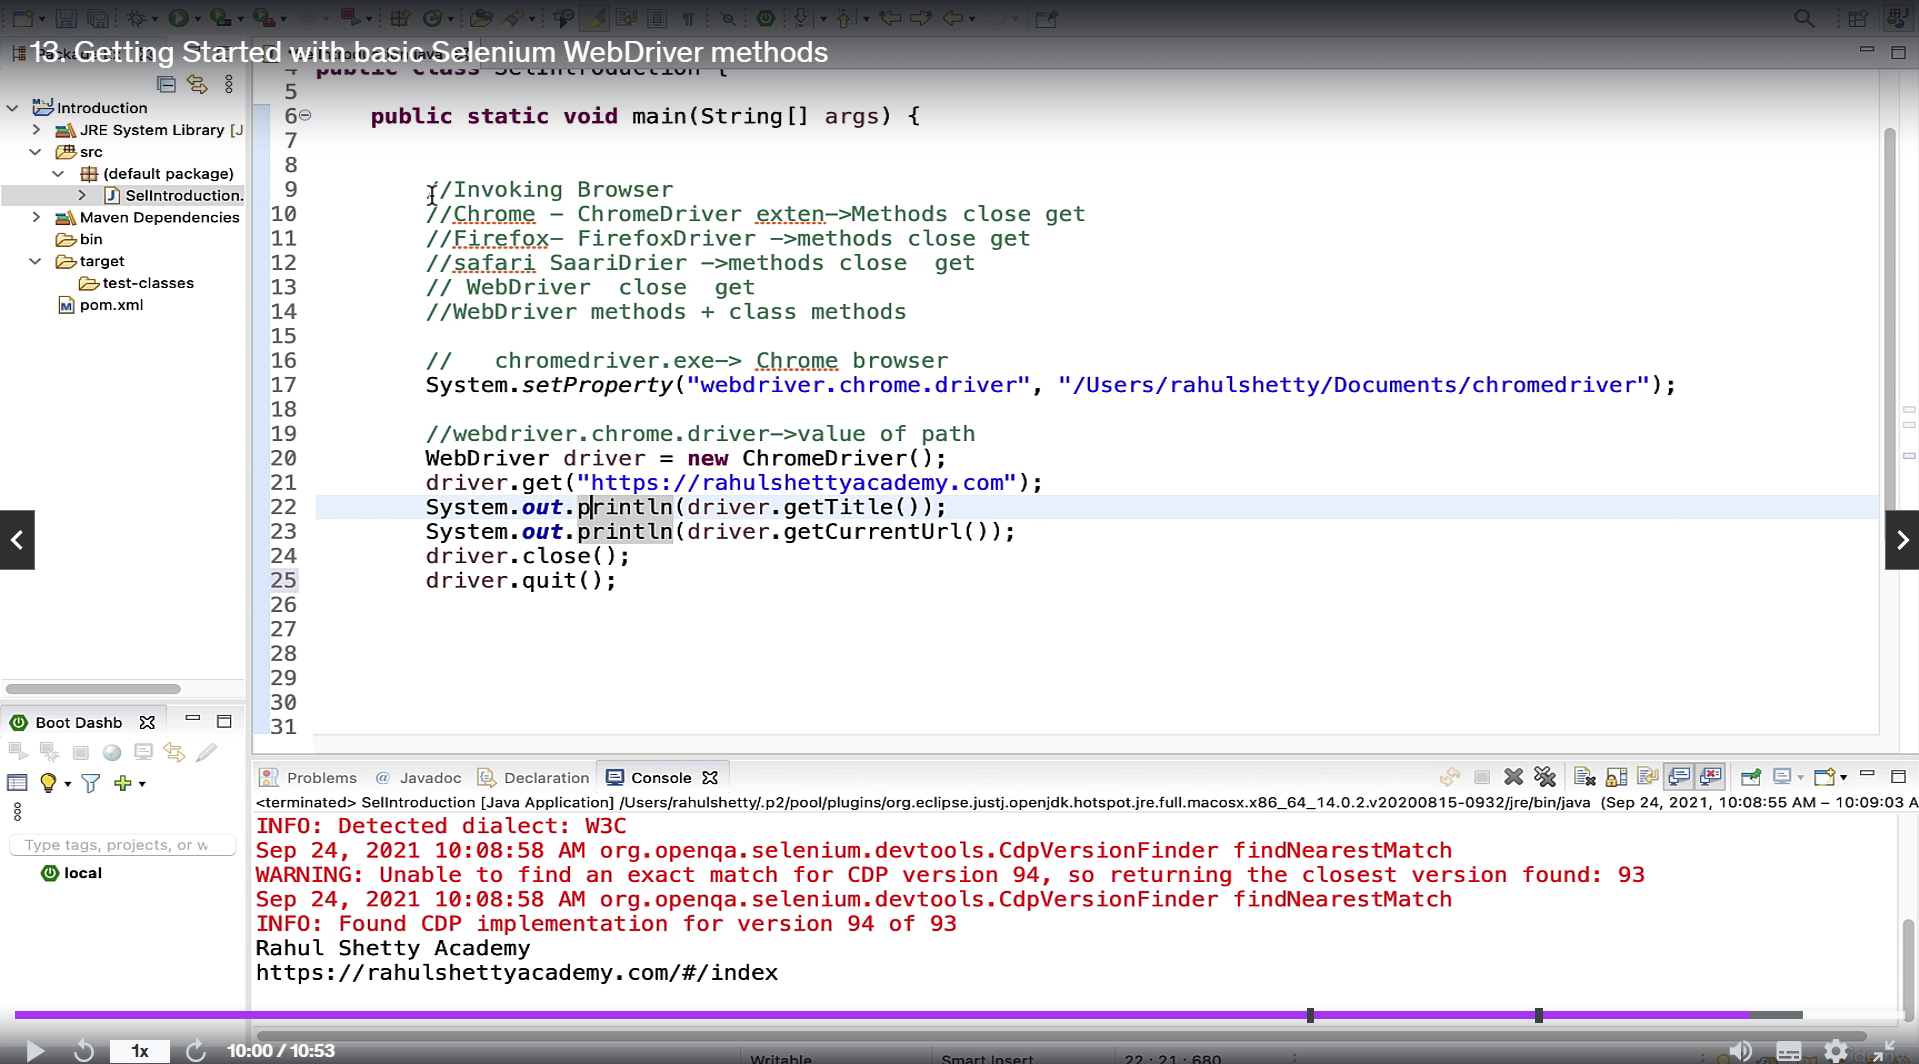 13. Getting Started with basic Selenium WebDriver methods
Introduction
JRE System Library [J
src
(default package)
SelIntroduction.
Maven Dependencies
bin
target
test-classes
pom.xml
4 public class SelIntroduction {
5
6 public static void main(String[] args) {
7
8
9 //Invoking Browser
10 //Chrome - ChromeDriver exten->Methods close get
11 //Firefox- FirefoxDriver ->methods close get
12 //safari SaariDrier ->methods close  get
13 // WebDriver  close  get
14 //WebDriver methods + class methods
15
16 //   chromedriver.exe-> Chrome browser
17 System.setProperty("webdriver.chrome.driver", "/Users/rahulshetty/Documents/chromedriver");
18
19 //webdriver.chrome.driver->value of path
20 WebDriver driver = new ChromeDriver();
21 driver.get("https://rahulshettyacademy.com");
22 System.out.println(driver.getTitle());
23 System.out.println(driver.getCurrentUrl());
24 driver.close();
25 driver.quit();
26
27
28
29
30
31
Boot Dashb
Type tags, projects, or w
local
Problems @ Javadoc Declaration Console
<terminated> SelIntroduction [Java Application] /Users/rahulshetty/.p2/pool/plugins/org.eclipse.justj.openjdk.hotspot.jre.full.macosx.x86_64_14.0.2.v20200815-0932/jre/bin/java (Sep 24, 2021, 10:08:55 AM – 10:09:03 A
INFO: Detected dialect: W3C
Sep 24, 2021 10:08:58 AM org.openqa.selenium.devtools.CdpVersionFinder findNearestMatch
WARNING: Unable to find an exact match for CDP version 94, so returning the closest version found: 93
Sep 24, 2021 10:08:58 AM org.openqa.selenium.devtools.CdpVersionFinder findNearestMatch
INFO: Found CDP implementation for version 94 of 93
Rahul Shetty Academy
https://rahulshettyacademy.com/#/index
1x 10:00 / 10:53
Writable Smart Insert 22 : 21 : 680